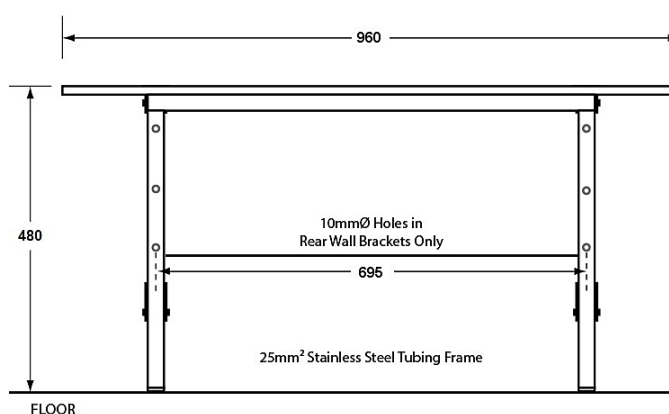 960
480
10mmØ Holes in
Rear Wall Brackets Only
695
25mm² Stainless Steel Tubing Frame
FLOOR